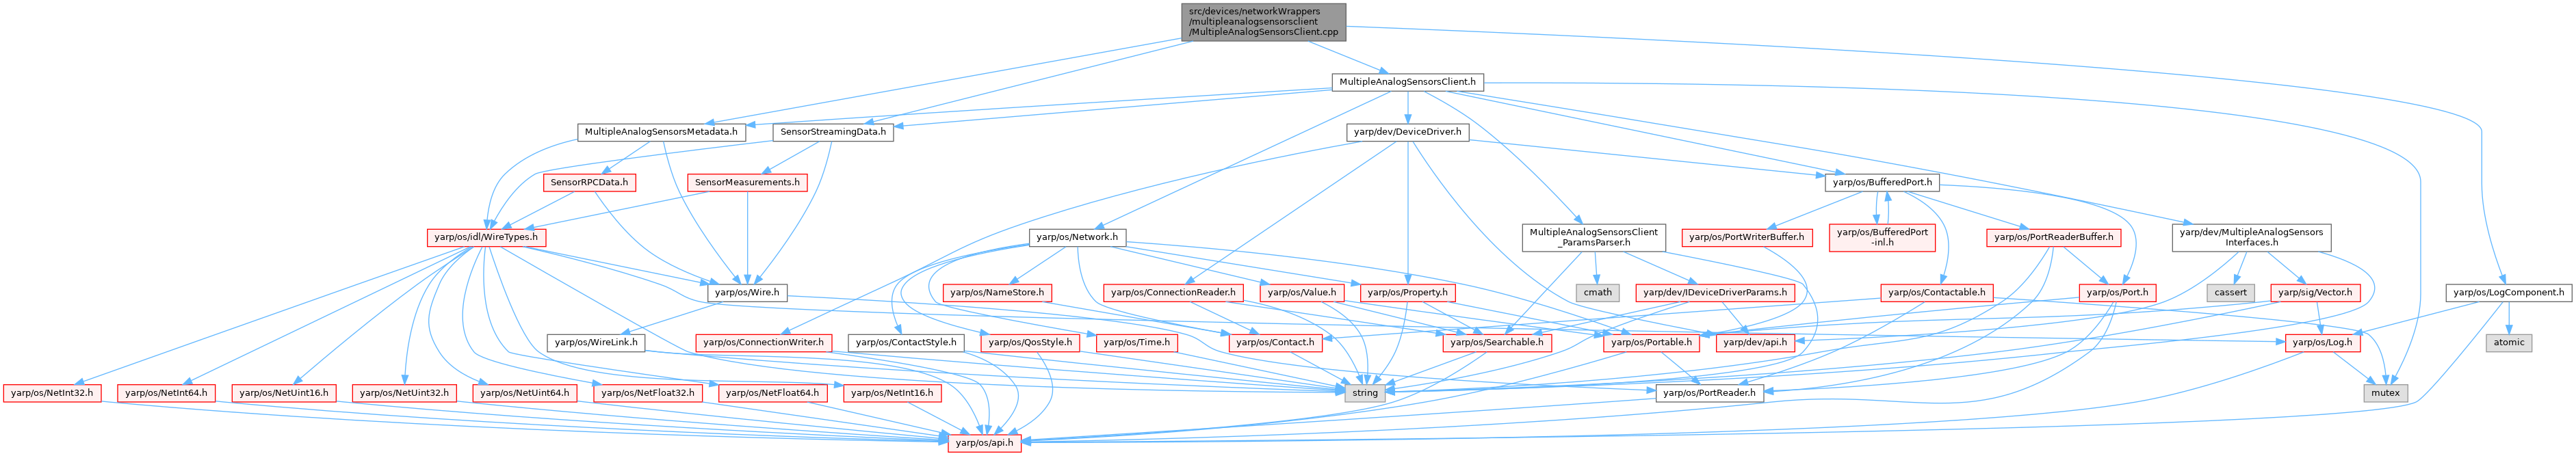 src/devices/networkWrappers
/multipleanalogsensorsclient
/MultipleAnalogSensorsClient.cpp
MultipleAnalogSensorsClient.h
MultipleAnalogSensorsMetadata.h
SensorStreamingData.h
yarp/dev/DeviceDriver.h
SensorRPCData.h
SensorMeasurements.h
yarp/os/BufferedPort.h
yarp/os/idl/WireTypes.h
yarp/os/Network.h
MultipleAnalogSensorsClient
_ParamsParser.h
yarp/os/PortWriterBuffer.h
yarp/os/BufferedPort
-inl.h
yarp/os/PortReaderBuffer.h
yarp/dev/MultipleAnalogSensors
Interfaces.h
yarp/os/Wire.h
yarp/os/NameStore.h
yarp/os/ConnectionReader.h
yarp/os/Value.h
yarp/os/Property.h
cmath
yarp/dev/IDeviceDriverParams.h
yarp/os/Contactable.h
yarp/os/Port.h
cassert
yarp/sig/Vector.h
yarp/os/LogComponent.h
yarp/os/WireLink.h
yarp/os/ConnectionWriter.h
yarp/os/ContactStyle.h
yarp/os/QosStyle.h
yarp/os/Time.h
yarp/os/Contact.h
yarp/os/Searchable.h
yarp/os/Portable.h
yarp/dev/api.h
yarp/os/Log.h
atomic
yarp/os/NetInt32.h
yarp/os/NetInt64.h
yarp/os/NetUint16.h
yarp/os/NetUint32.h
yarp/os/NetUint64.h
yarp/os/NetFloat32.h
yarp/os/NetFloat64.h
yarp/os/NetInt16.h
string
yarp/os/PortReader.h
mutex
yarp/os/api.h